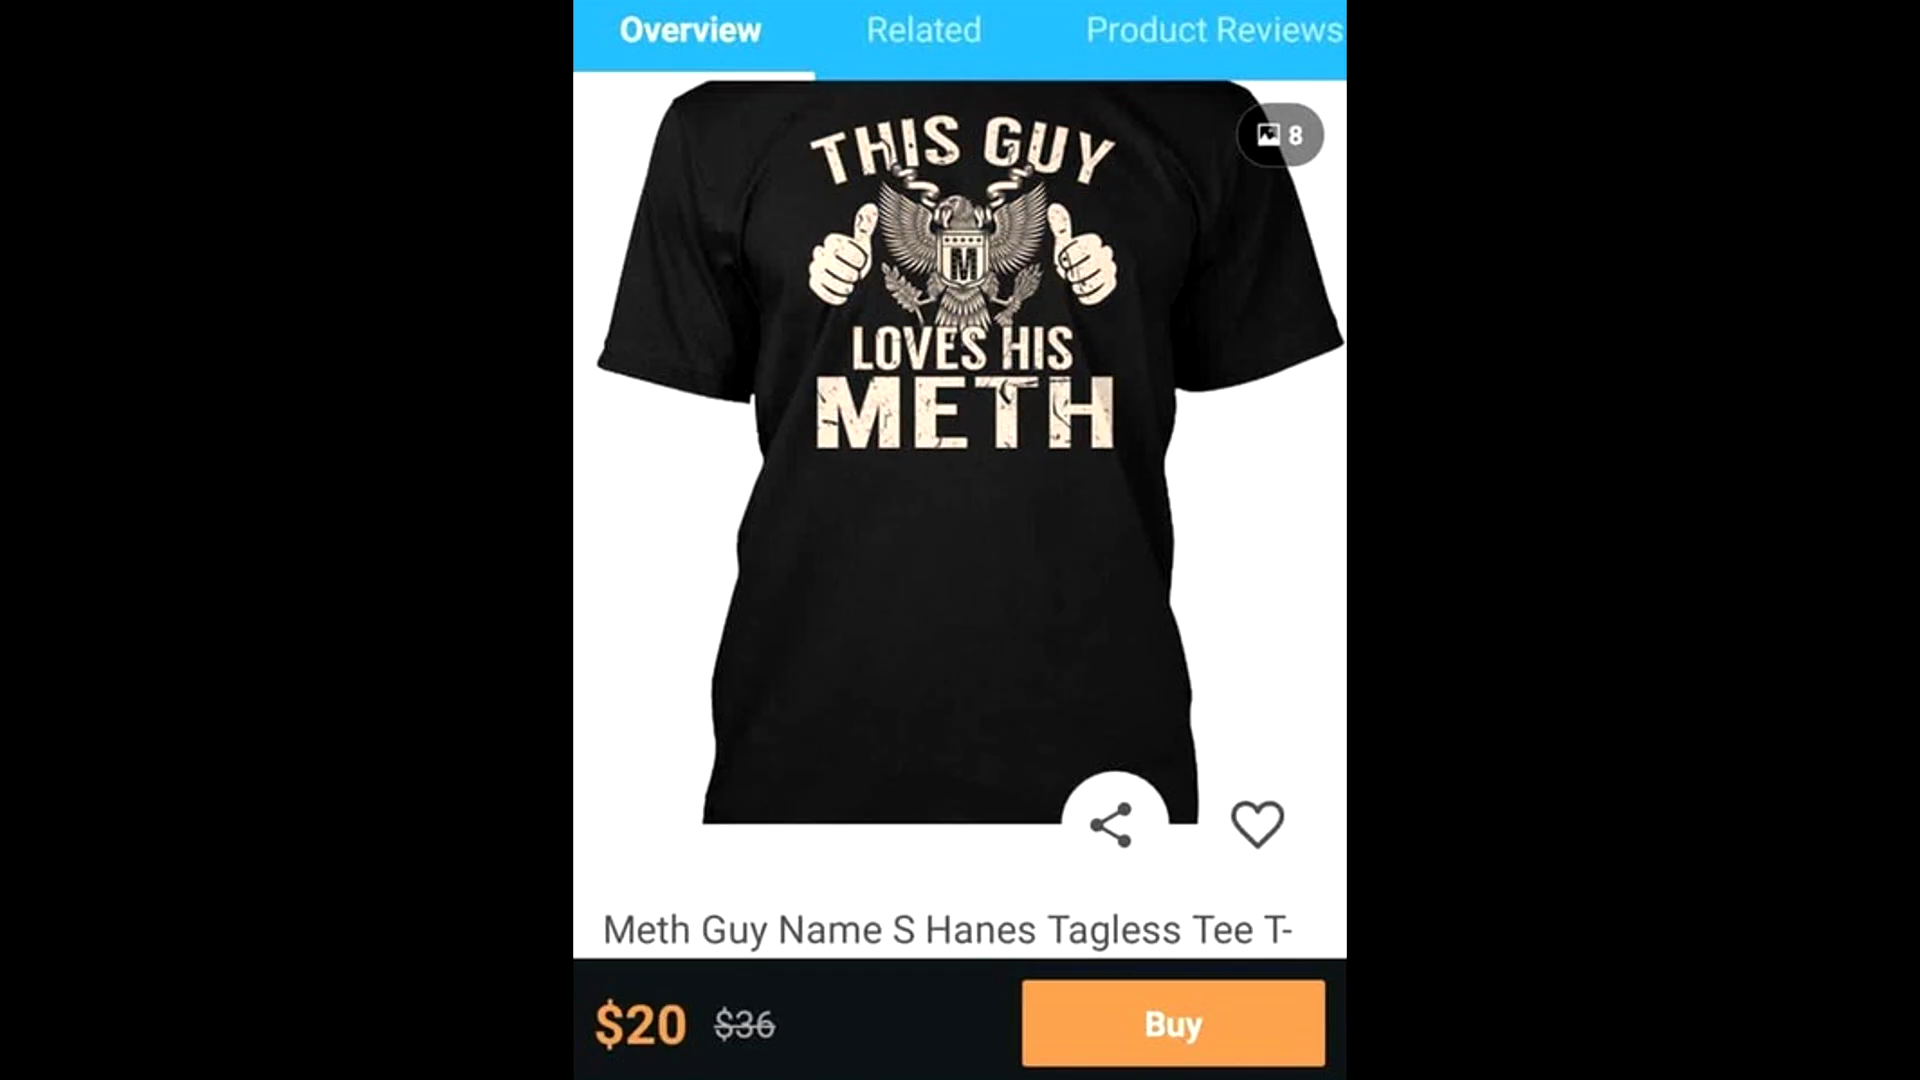 Overview Related Product Reviews
8
THIS GUY
M
LOVES HIS
METH
Meth Guy Name S Hanes Tagless Tee T-
$20 $36 Buy